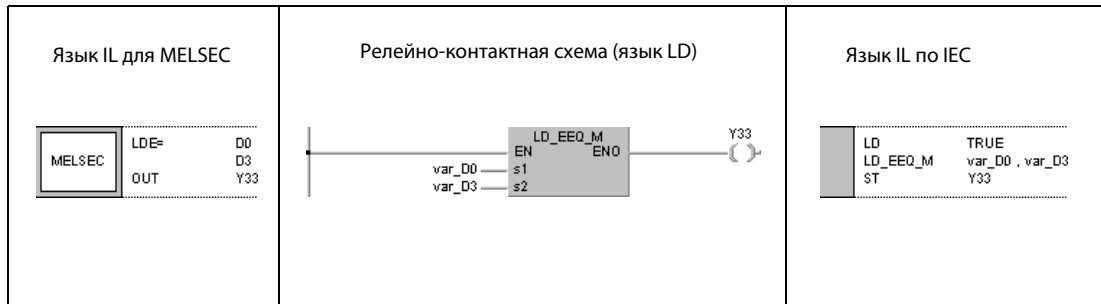 Язык IL для MELSEC
MELSEC
LDE= D0
D3
OUT Y33
Релейно-контактная схема (язык LD)
LD_EEQ_M
EN ENO
var_D0 s1
var_D3 s2
Y33
Язык IL по IEC
LD TRUE
LD_EEQ_M var_D0 , var_D3
ST Y33